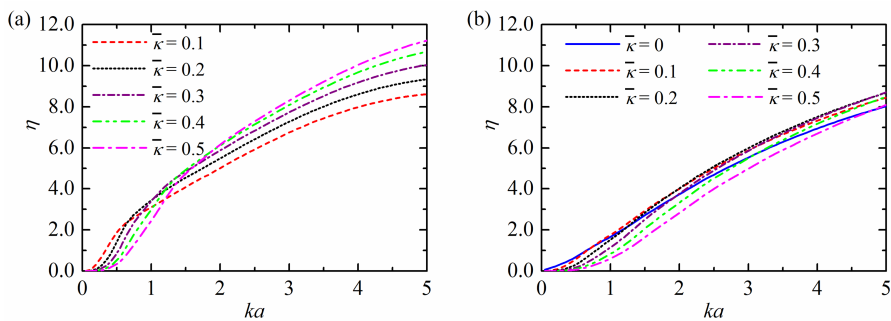 (a)
12.0
10.0
8.0
6.0
4.0
2.0
0.0
η
κ̅ = 0.1
κ̅ = 0.2
κ̅ = 0.3
κ̅ = 0.4
κ̅ = 0.5
0 1 2 3 4 5
ka
(b)
12.0
10.0
8.0
6.0
4.0
2.0
0.0
η
κ̅ = 0
κ̅ = 0.1
κ̅ = 0.2
κ̅ = 0.3
κ̅ = 0.4
κ̅ = 0.5
0 1 2 3 4 5
ka